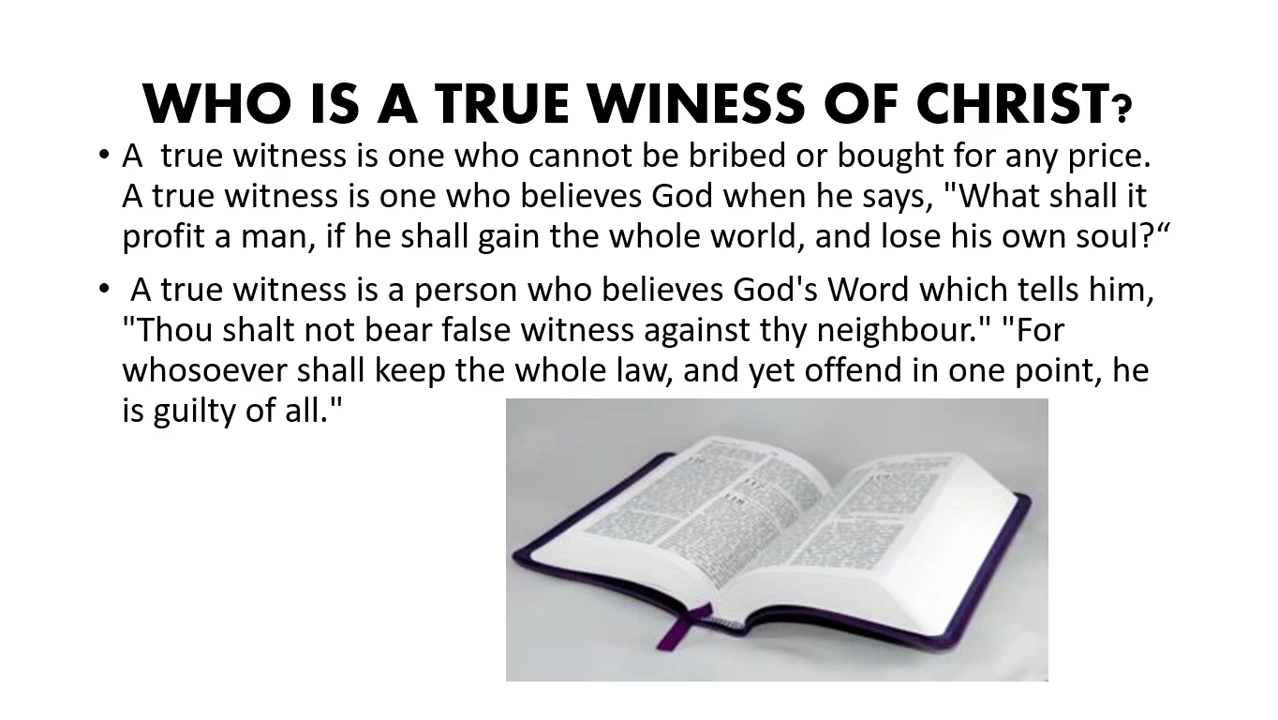 WHO IS A TRUE WINESS OF CHRIST?
• A  true witness is one who cannot be bribed or bought for any price.
A true witness is one who believes God when he says, "What shall it
profit a man, if he shall gain the whole world, and lose his own soul?“
•  A true witness is a person who believes God's Word which tells him,
"Thou shalt not bear false witness against thy neighbour." "For
whosoever shall keep the whole law, and yet offend in one point, he
is guilty of all."
117
118